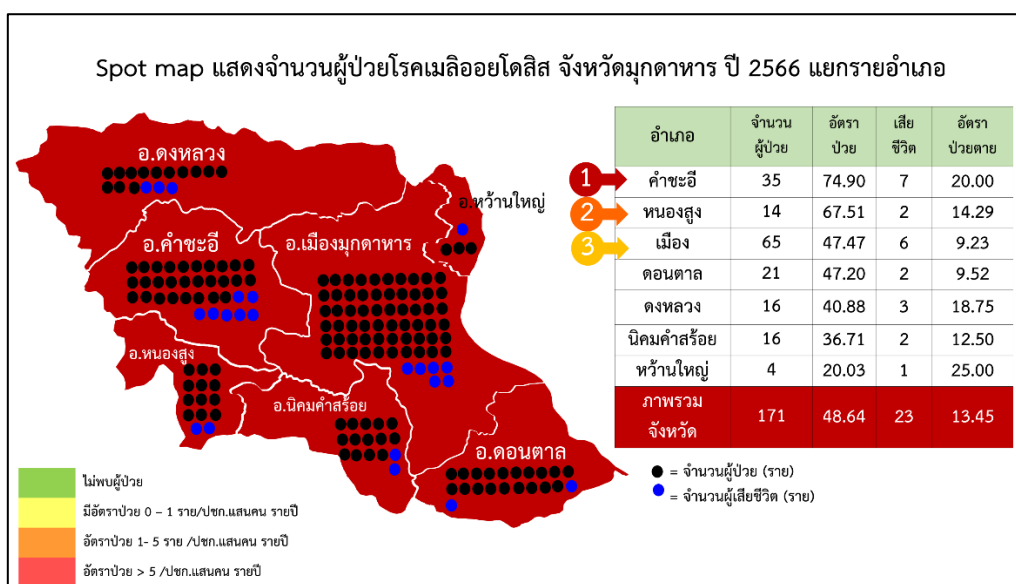 Spot map แสดงจำนวนผู้ป่วยโรคเมลิออยโดสิส จังหวัดมุกดาหาร ปี 2566 แยกรายอำเภอ
อ.ดงหลวง
อ.หว้านใหญ่
อ.คำชะอี
อ.เมืองมุกดาหาร
อ.หนองสูง
อ.นิคมคำสร้อย
อ.ดอนตาล
อำเภอ จำนวนผู้ป่วย อัตราป่วย เสียชีวิต อัตราป่วยตาย
1 คำชะอี 35 74.90 7 20.00
2 หนองสูง 14 67.51 2 14.29
3 เมือง 65 47.47 6 9.23
ดอนตาล 21 47.20 2 9.52
ดงหลวง 16 40.88 3 18.75
นิคมคำสร้อย 16 36.71 2 12.50
หว้านใหญ่ 4 20.03 1 25.00
ภาพรวมจังหวัด 171 48.64 23 13.45
= จำนวนผู้ป่วย (ราย)
= จำนวนผู้เสียชีวิต (ราย)
ไม่พบผู้ป่วย
มีอัตราป่วย 0 – 1 ราย/ปชก.แสนคน รายปี
อัตราป่วย 1- 5 ราย /ปชก.แสนคน รายปี
อัตราป่วย > 5 /ปชก.แสนคน รายปี